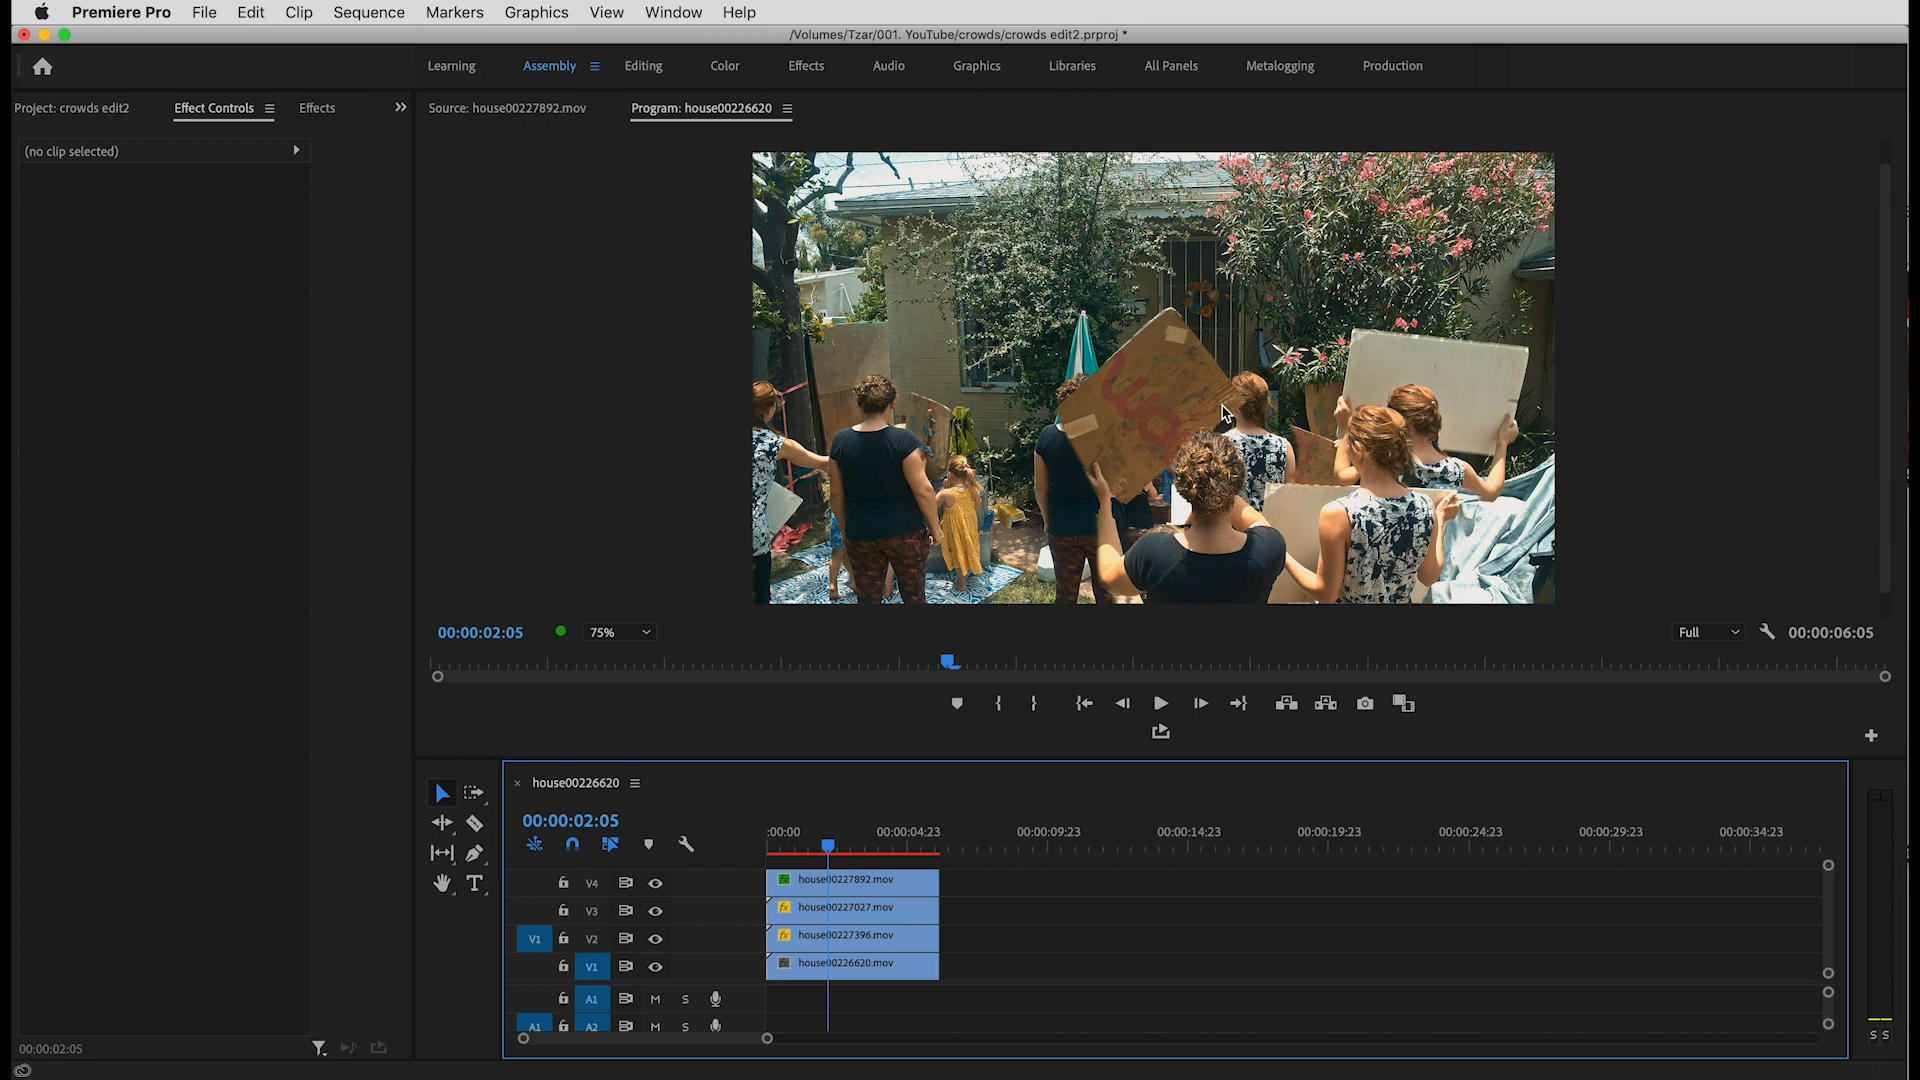 Premiere Pro File Edit Clip Sequence Markers Graphics View Window Help
/Volumes/Tzar/001. YouTube/crowds/crowds edit2.prproj *
Learning Assembly Editing Color Effects Audio Graphics Libraries All Panels Metalogging Production
Project: crowds edit2 Effect Controls Effects
Source: house00227892.mov Program: house00226620
(no clip selected)
00:00:02:05 75% Full 00:00:06:05
house00226620
00:00:02:05
:00:00 00:00:04:23 00:00:09:23 00:00:14:23 00:00:19:23 00:00:24:23 00:00:29:23 00:00:34:23
V4 fx house00227892.mov
V3 fx house00227027.mov
V1 V2 fx house00227396.mov
V1 fx house00226620.mov
A1 M S
A1 A2 M S
S S
00:00:02:05